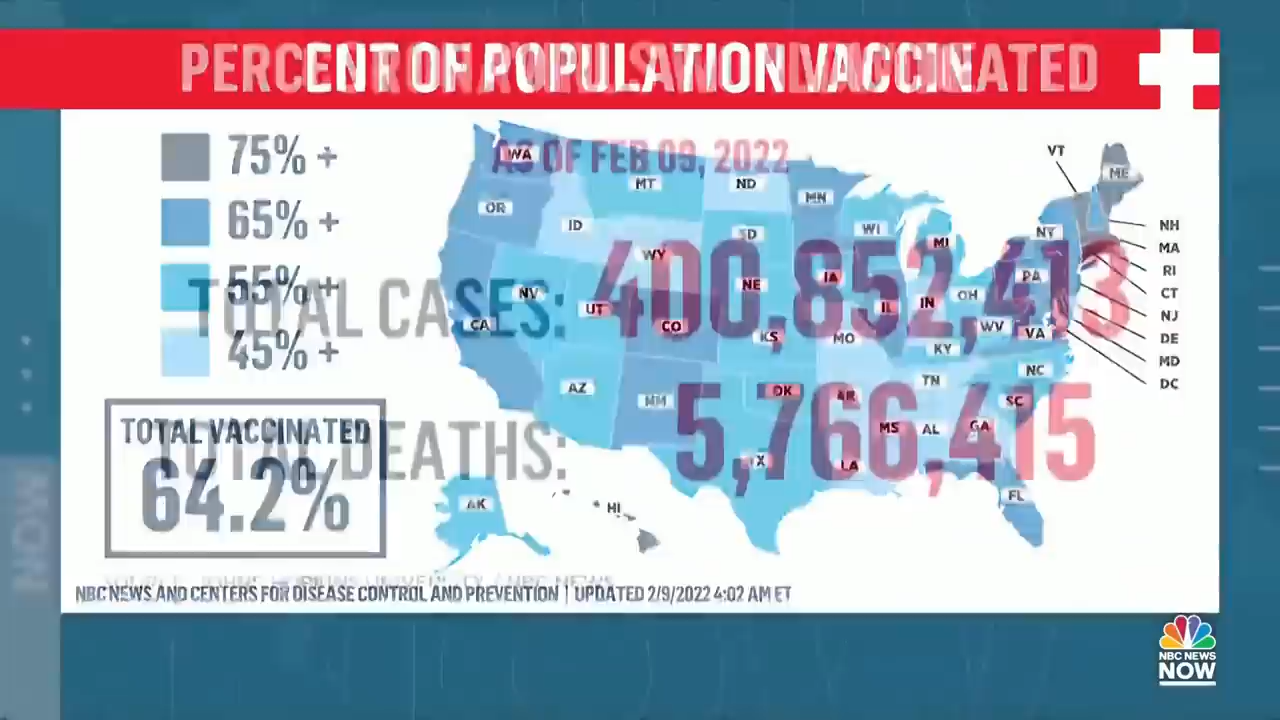 PERCENT OF POPULATION VACCINATED
AS OF FEB 09, 2022
75% +
65% +
55% +
45% +
TOTAL CASES: 400,852,413
TOTAL DEATHS: 5,766,415
TOTAL VACCINATED
64.2%
WA
OR
CA
NV
ID
MT
WY
UT
CO
AZ
NM
ND
SD
NE
KS
OK
TX
MN
IA
MO
AR
LA
WI
IL
MI
IN
OH
KY
TN
MS
AL
GA
FL
SC
NC
VA
WV
PA
NY
VT
ME
NH
MA
RI
CT
NJ
DE
MD
DC
AK
HI
NBC NEWS AND CENTERS FOR DISEASE CONTROL AND PREVENTION | UPDATED 2/9/2022 4:02 AM ET
NOW
NBC NEWS
NOW